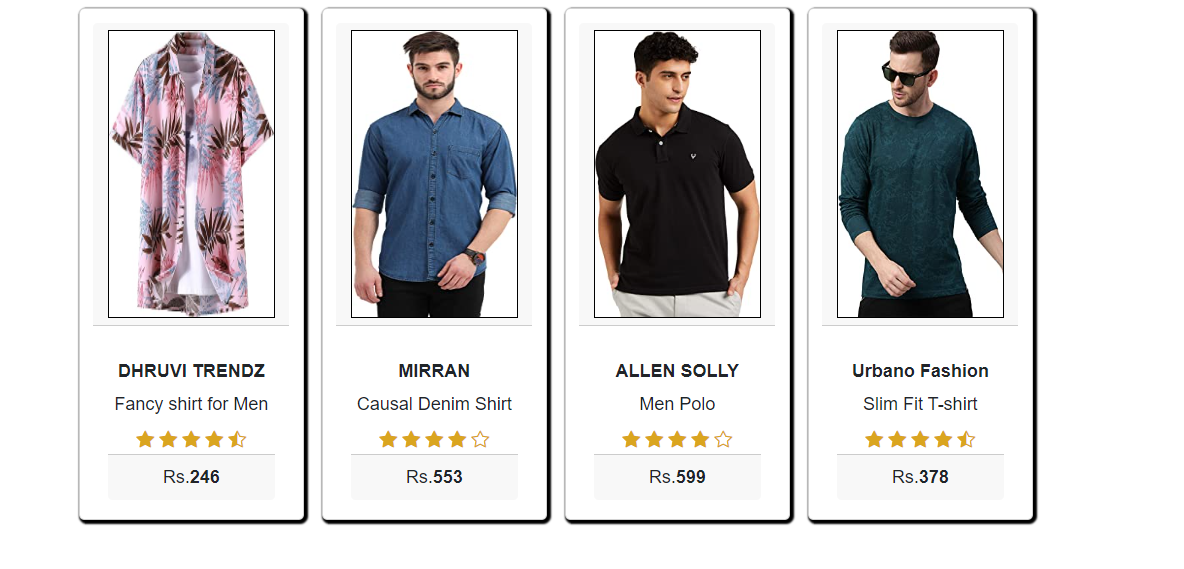 DHRUVI TRENDZ
Fancy shirt for Men
Rs.246
MIRRAN
Causal Denim Shirt
Rs.553
ALLEN SOLLY
Men Polo
Rs.599
Urbano Fashion
Slim Fit T-shirt
Rs.378